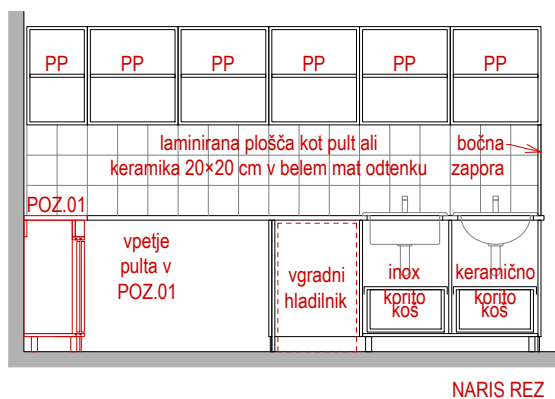 PP PP PP PP PP PP
laminirana plošča kot pult ali
keramika 20×20 cm v belem mat odtenku
bočna
zapora
POZ.01
vpetje
pulta v
POZ.01
vgradni
hladilnik
inox
korito
koš
keramično
korito
koš
NARIS REZ